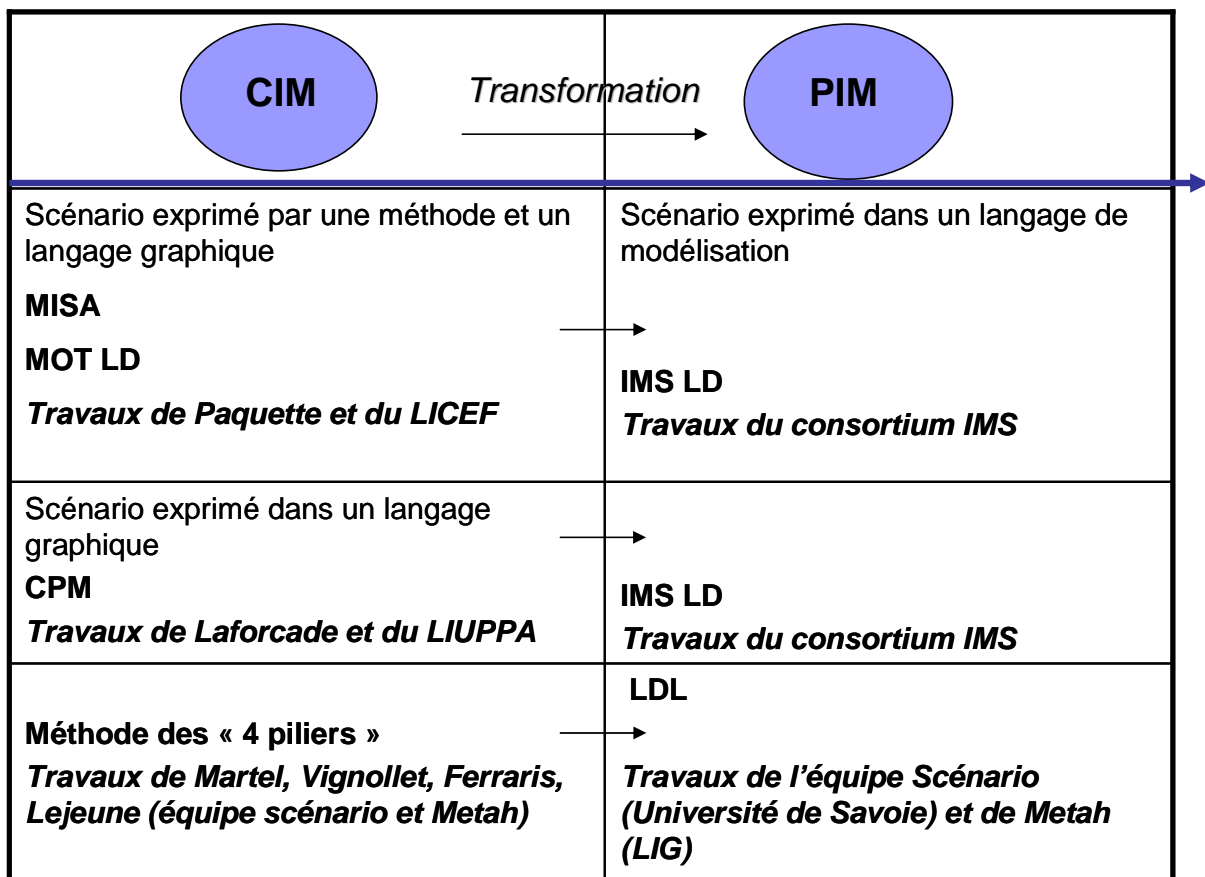 CIM
Transformation
PIM
Scénario exprimé par une méthode et un
langage graphique
MISA
MOT LD
Travaux de Paquette et du LICEF
Scénario exprimé dans un langage de
modélisation
IMS LD
Travaux du consortium IMS
Scénario exprimé dans un langage
graphique
CPM
Travaux de Laforcade et du LIUPPA
IMS LD
Travaux du consortium IMS
Méthode des « 4 piliers »
Travaux de Martel, Vignollet, Ferraris,
Lejeune (équipe scénario et Metah)
LDL
Travaux de l’équipe Scénario
(Université de Savoie) et de Metah
(LIG)